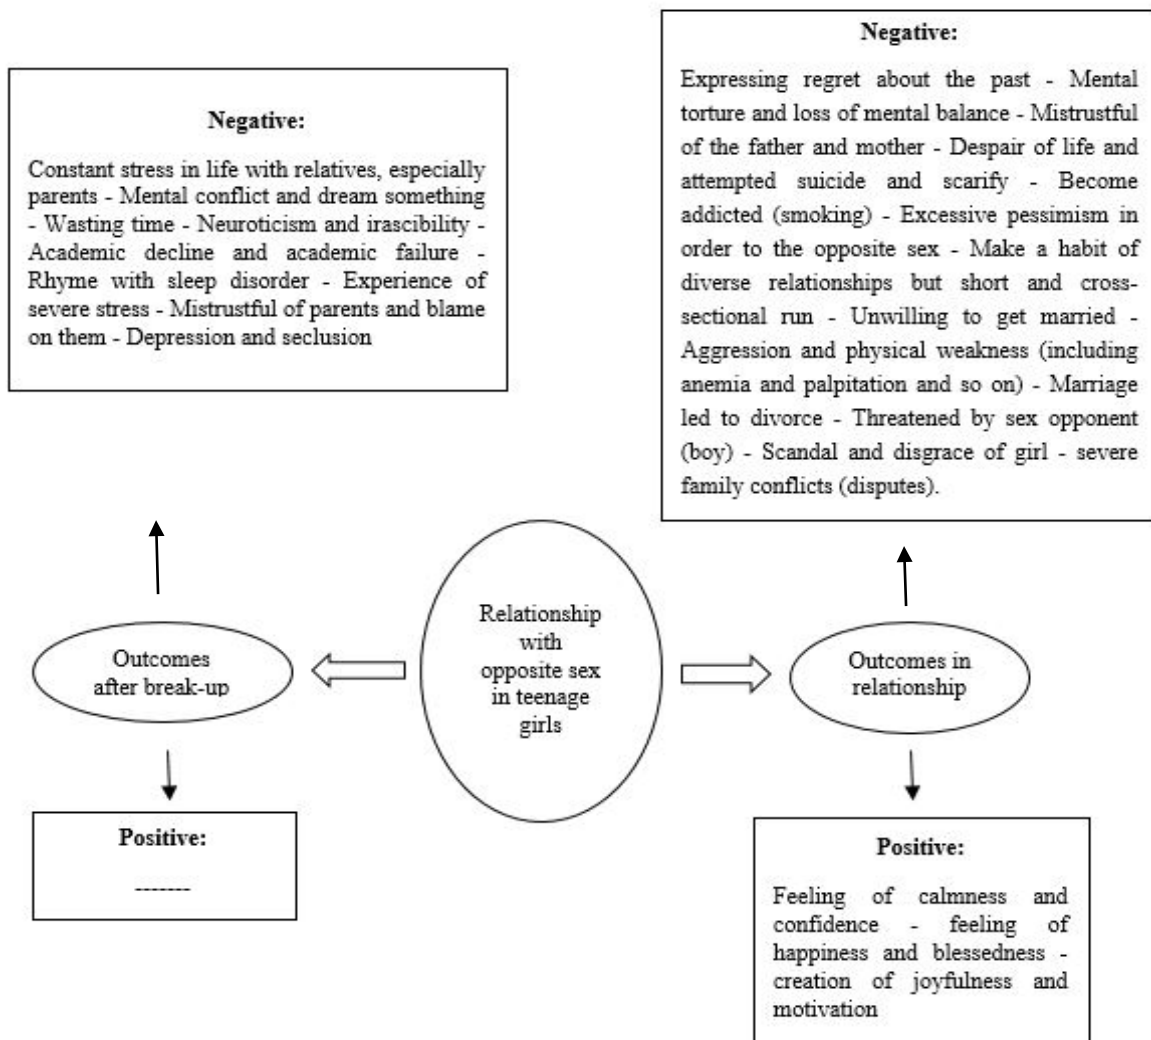 Negative:
Constant stress in life with relatives, especially
parents - Mental conflict and dream something
- Wasting time - Neuroticism and irascibility -
Academic decline and academic failure -
Rhyme with sleep disorder - Experience of
severe stress - Mistrustful of parents and blame
on them - Depression and seclusion
Negative:
Expressing regret about the past - Mental
torture and loss of mental balance - Mistrustful
of the father and mother - Despair of life and
attempted suicide and scarify - Become
addicted (smoking) - Excessive pessimism in
order to the opposite sex - Make a habit of
diverse relationships but short and cross-
sectional run - Unwilling to get married -
Aggression and physical weakness (including
anemia and palpitation and so on) - Marriage
led to divorce - Threatened by sex opponent
(boy) - Scandal and disgrace of girl - severe
family conflicts (disputes).
Outcomes
after break-up
Relationship
with
opposite sex
in teenage
girls
Outcomes in
relationship
Positive:
-------
Positive:
Feeling of calmness and
confidence - feeling of
happiness and blessedness -
creation of joyfulness and
motivation